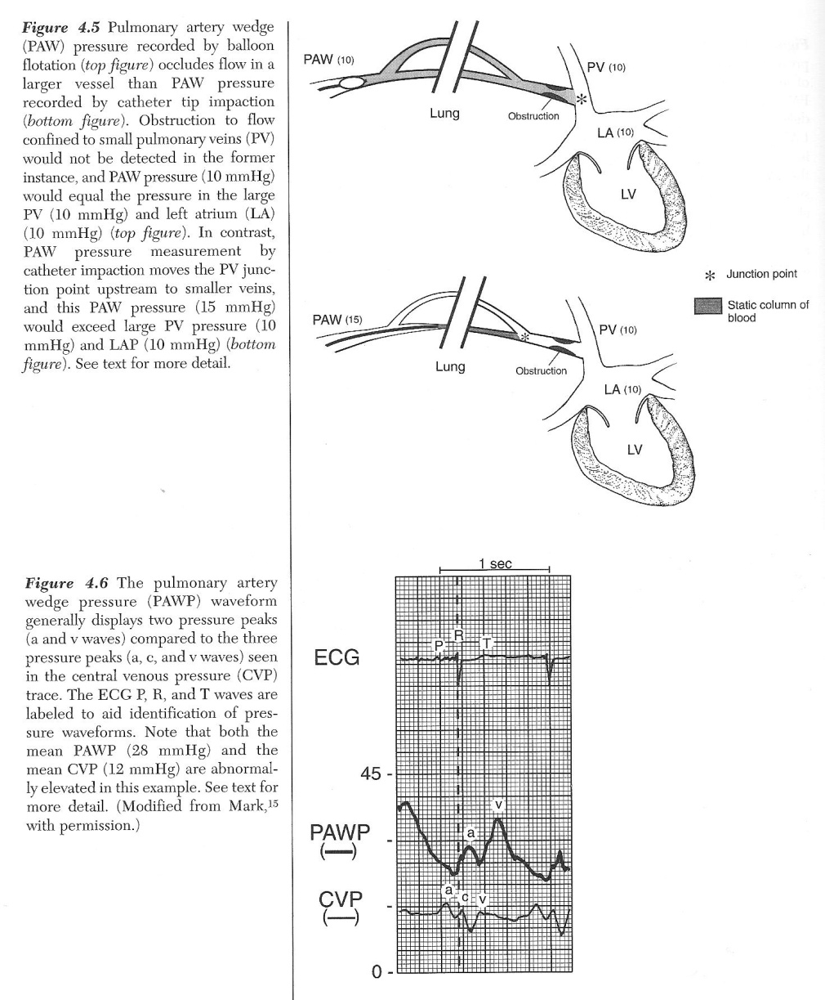 Figure 4.5 Pulmonary artery wedge
(PAW) pressure recorded by balloon
flotation (top figure) occludes flow in a
larger vessel than PAW pressure
recorded by catheter tip impaction
(bottom figure). Obstruction to flow
confined to small pulmonary veins (PV)
would not be detected in the former
instance, and PAW pressure (10 mmHg)
would equal the pressure in the large
PV (10 mmHg) and left atrium (LA)
(10 mmHg) (top figure). In contrast,
PAW pressure measurement by
catheter impaction moves the PV junc-
tion point upstream to smaller veins,
and this PAW pressure (15 mmHg)
would exceed large PV pressure (10
mmHg) and LAP (10 mmHg) (bottom
figure). See text for more detail.
PAW (10)
PV (10)
*
Lung
Obstruction
LA (10)
LV
* Junction point
Static column of
blood
PAW (15)
PV (10)
*
Lung
Obstruction
LA (10)
LV
Figure 4.6 The pulmonary artery
wedge pressure (PAWP) waveform
generally displays two pressure peaks
(a and v waves) compared to the three
pressure peaks (a, c, and v waves) seen
in the central venous pressure (CVP)
trace. The ECG P, R, and T waves are
labeled to aid identification of pres-
sure waveforms. Note that both the
mean PAWP (28 mmHg) and the
mean CVP (12 mmHg) are abnormal-
ly elevated in this example. See text for
more detail. (Modified from Mark,15
with permission.)
1 sec
P R T
ECG
45 -
v
a
PAWP
(—)
a c v
CVP
(—)
0 -